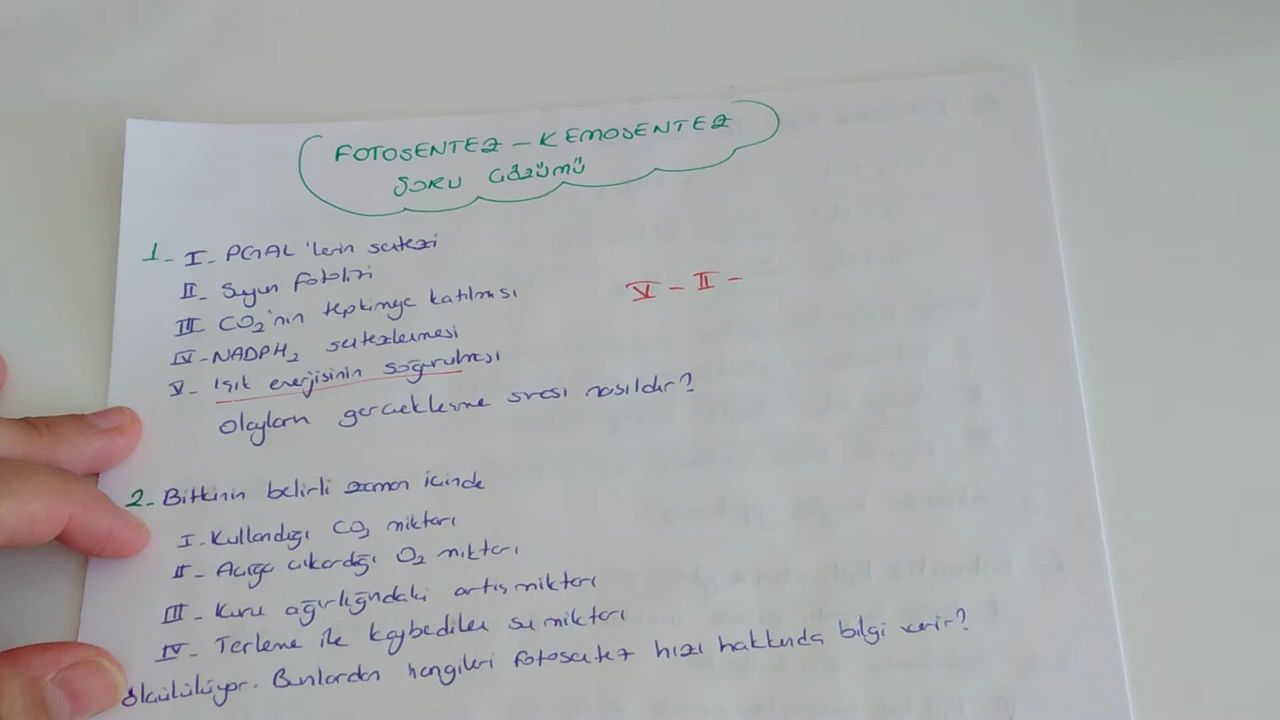 FOTOSENTEZ - KEMOSENTEZ
SORU ÇÖZÜMÜ
1- I- PGAL'lerin sentezi
II- Suyun fotolizi
III- CO2'nin tepkimeye katılması
IV- NADPH2 sentezlenmesi
V- Işık enerjisinin soğurulması
Olayların gerçekleşme sırası nasıldır?
V - II -
2- Bitkinin belirli zaman içinde
I- Kullandığı CO2 miktarı
II- Açığa çıkardığı O2 miktarı
III- Kuru ağırlığındaki artış miktarı
IV- Terleme ile kaybedilen su miktarı
ölçülülüyor. Bunlardan hangileri fotosentez hızı hakkında bilgi verir?